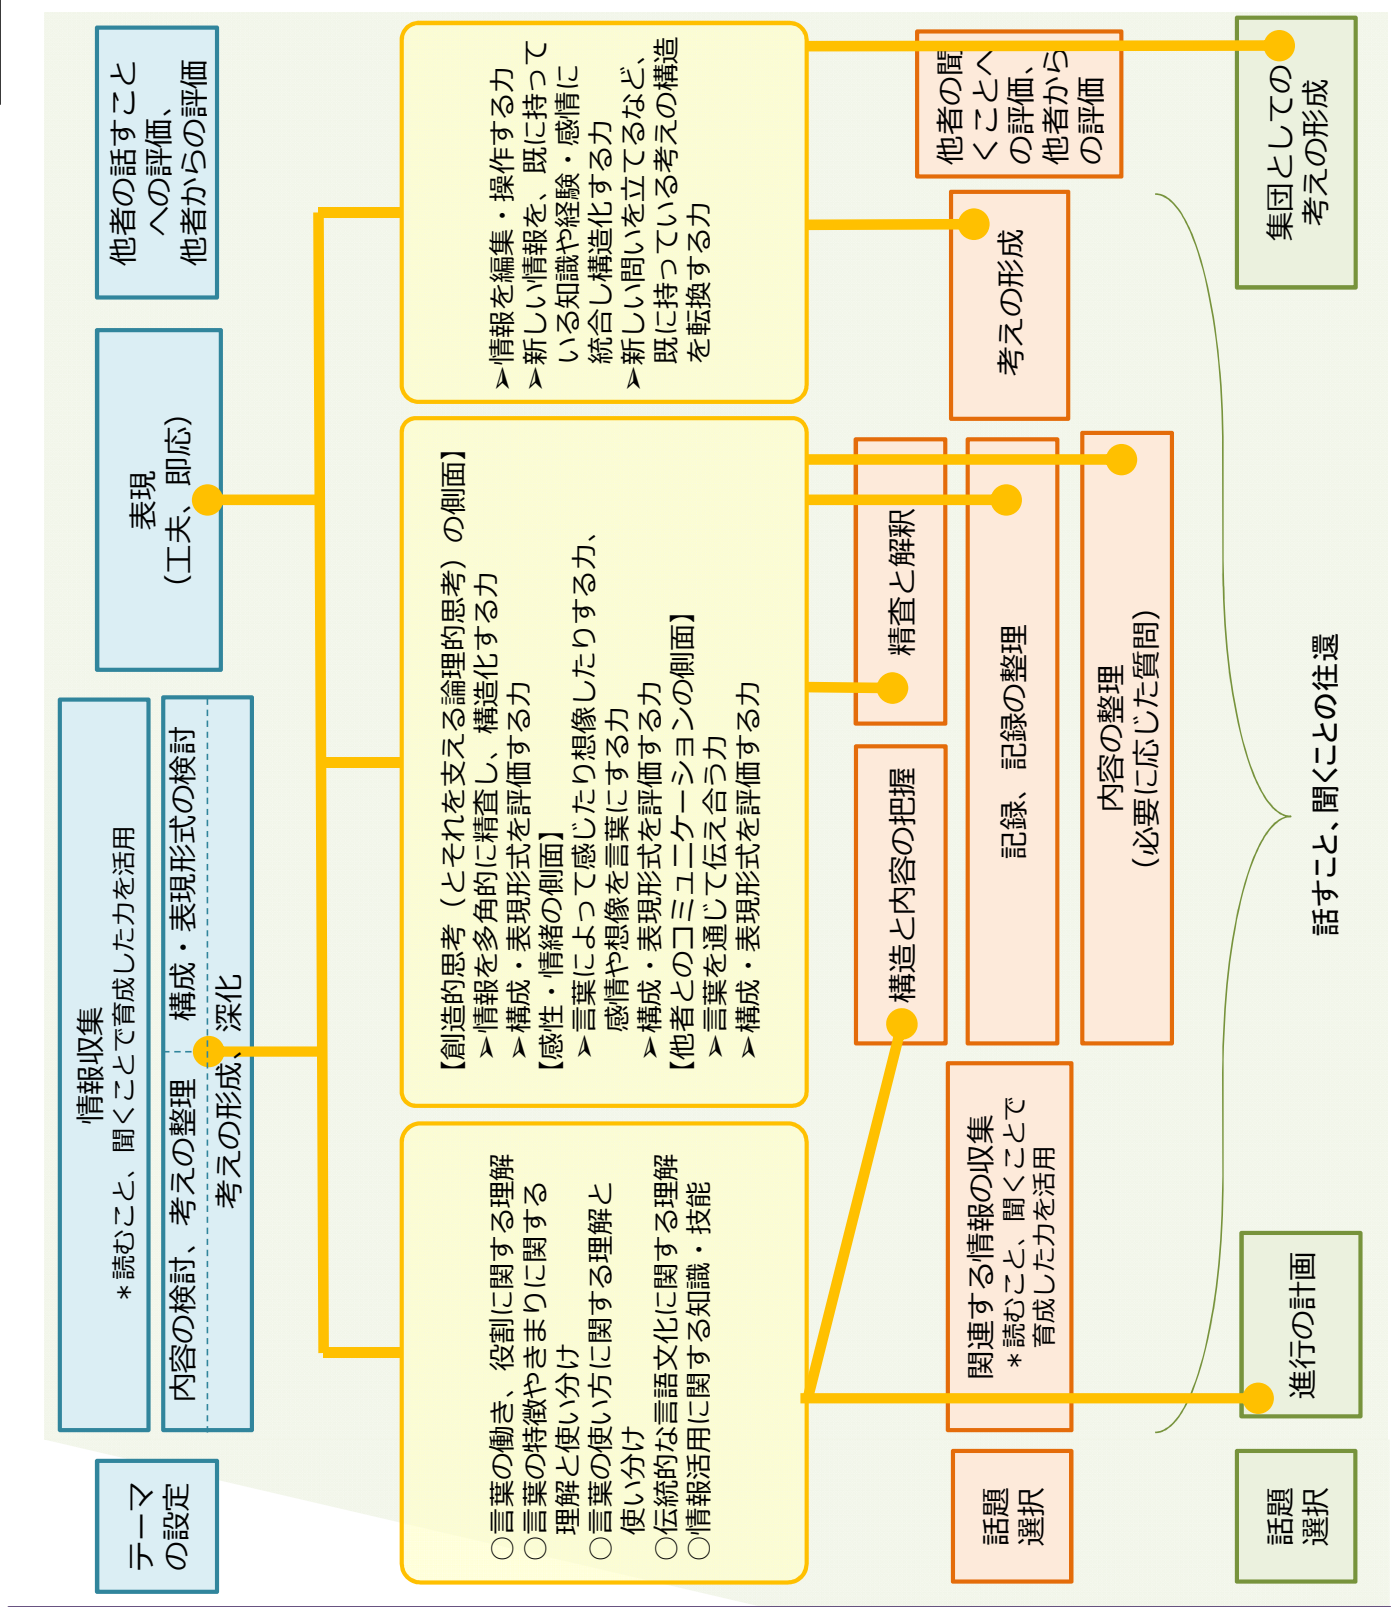 テーマ
の設定
情報収集
*読むこと、聞くことで育成した力を活用
内容の検討、考えの整理
構成・表現形式の検討
考えの形成、深化
表現
（工夫、即応）
他者の話すこと
への評価、
他者からの評価
○言葉の働き、役割に関する理解
○言葉の特徴やきまりに関する
理解と使い分け
○言葉の使い方に関する理解と
使い分け
○伝統的な言語文化に関する理解
○情報活用に関する知識・技能
【創造的思考（とそれを支える論理的思考）の側面】
➢情報を多角的に精査し、構造化する力
➢構成・表現形式を評価する力
【感性・情緒の側面】
➢言葉によって感じたり想像したりする力、
感情や想像を言葉にする力
➢構成・表現形式を評価する力
【他者とのコミュニケーションの側面】
➢言葉を通じて伝え合う力
➢構成・表現形式を評価する力
➢情報を編集・操作する力
➢新しい情報を、既に持って
いる知識や経験・感情に
統合し構造化する力
➢新しい問いを立てるなど、
既に持っている考えの構造
を転換する力
話題
選択
関連する情報の収集
*読むこと、聞くことで
育成した力を活用
構造と内容の把握
精査と解釈
記録、記録の整理
内容の整理
（必要に応じた質問）
考えの形成
他者の聞
くことへ
の評価、
他者から
の評価
話すこと、聞くことの往還
話題
選択
進行の計画
集団としての
考えの形成